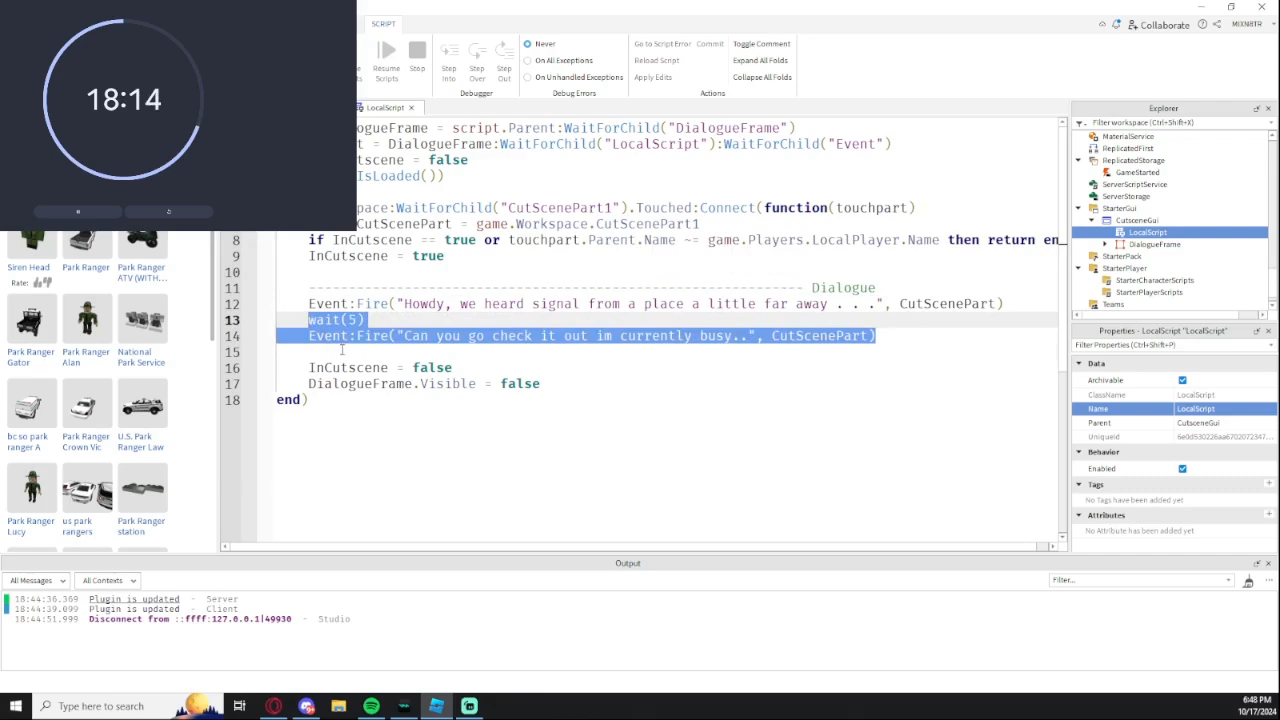 18:14
SCRIPT
Collaborate
MIXN8TR
Resume Scripts
Stop
Step Into
Step Over
Step Out
Debugger
Never
On All Exceptions
On Unhandled Exceptions
Debug Errors
Go to Script Error
Commit
Reload Script
Apply Edits
Toggle Comment
Expand All Folds
Collapse All Folds
Actions
LocalScript
ogueFrame = script.Parent:WaitForChild("DialogueFrame")
t = DialogueFrame:WaitForChild("LocalScript"):WaitForChild("Event")
tscene = false
IsLoaded())
pace:WaitForChild("CutScenePart1").Touched:Connect(function(touchpart)
CutScenePart = game.Workspace.CutScenePart1
8 if InCutscene == true or touchpart.Parent.Name ~= game.Players.LocalPlayer.Name then return en
9 InCutscene = true
10
11 ------------------------------------------------------------- Dialogue
12 Event:Fire("Howdy, we heard signal from a place a little far away . . .", CutScenePart)
13 wait(5)
14 Event:Fire("Can you go check it out im currently busy..", CutScenePart)
15
16 InCutscene = false
17 DialogueFrame.Visible = false
18 end)
Siren Head
Rate:
Park Ranger
Park Ranger ATV (WITH...
Park Ranger Gator
Park Ranger Alan
National Park Service
bc so park ranger A
Park Ranger Crown Vic
U.S. Park Ranger Law
Park Ranger Lucy
us park rangers
Park Ranger station
Explorer
Filter workspace (Ctrl+Shift+X)
MaterialService
ReplicatedFirst
ReplicatedStorage
GameStarted
ServerScriptService
ServerStorage
StarterGui
CutsceneGui
LocalScript
DialogueFrame
StarterPack
StarterPlayer
StarterCharacterScripts
StarterPlayerScripts
Teams
Properties - LocalScript "LocalScript"
Filter Properties (Ctrl+Shift+P)
Data
Archivable
ClassName LocalScript
Name LocalScript
Parent CutsceneGui
UniqueId 6e0d530226aa6702072347...
Behavior
Enabled
Tags
No Tags have been added yet
Attributes
No Attribute has been added yet
Output
All Messages
All Contexts
Filter...
18:44:36.369 Plugin is updated - Server
18:44:39.099 Plugin is updated - Client
18:44:51.999 Disconnect from ::ffff:127.0.0.1|49930 - Studio
Type here to search
6:48 PM
10/17/2024